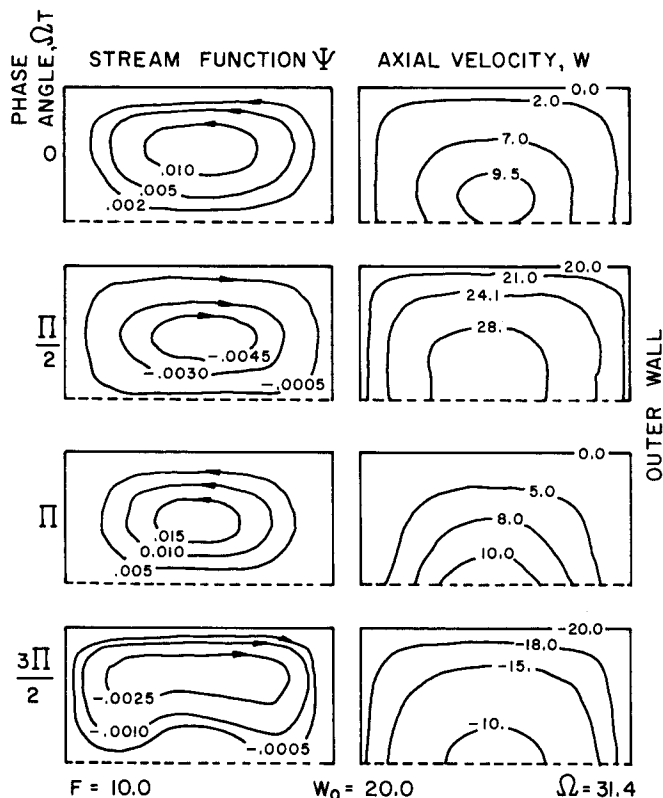 PHASE
ANGLE, ΩT
STREAM FUNCTION Ψ
AXIAL VELOCITY, W
0
.010
.005
.002
0.0
2.0
7.0
9.5
Π
2
-.0045
-.0030
-.0005
20.0
21.0
24.1
28.
OUTER WALL
Π
.015
0.010
.005
0.0
5.0
8.0
10.0
3Π
2
-.0025
-.0010
-.0005
-20.0
-18.0
-15.
-10.
F = 10.0
W₀ = 20.0
Ω = 31.4